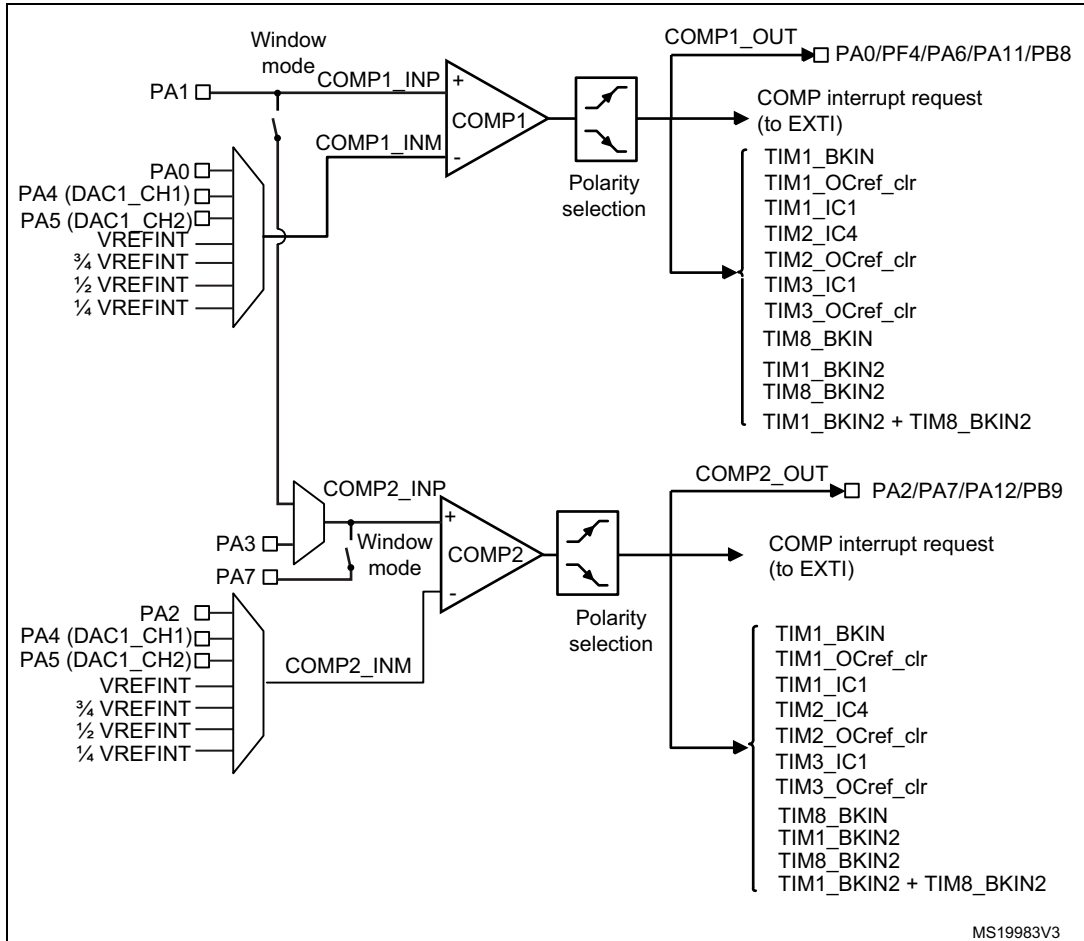 Window
mode
COMP1_OUT
PA0/PF4/PA6/PA11/PB8
PA1
COMP1_INP
+
COMP1
-
COMP1_INM
COMP interrupt request
(to EXTI)
Polarity
selection
PA0
PA4 (DAC1_CH1)
PA5 (DAC1_CH2)
VREFINT
¾ VREFINT
½ VREFINT
¼ VREFINT
TIM1_BKIN
TIM1_OCref_clr
TIM1_IC1
TIM2_IC4
TIM2_OCref_clr
TIM3_IC1
TIM3_OCref_clr
TIM8_BKIN
TIM1_BKIN2
TIM8_BKIN2
TIM1_BKIN2 + TIM8_BKIN2
COMP2_OUT
PA2/PA7/PA12/PB9
COMP2_INP
+
COMP2
-
PA3
PA7
Window
mode
COMP interrupt request
(to EXTI)
Polarity
selection
PA2
PA4 (DAC1_CH1)
PA5 (DAC1_CH2)
COMP2_INM
VREFINT
¾ VREFINT
½ VREFINT
¼ VREFINT
TIM1_BKIN
TIM1_OCref_clr
TIM1_IC1
TIM2_IC4
TIM2_OCref_clr
TIM3_IC1
TIM3_OCref_clr
TIM8_BKIN
TIM1_BKIN2
TIM8_BKIN2
TIM1_BKIN2 + TIM8_BKIN2
MS19983V3